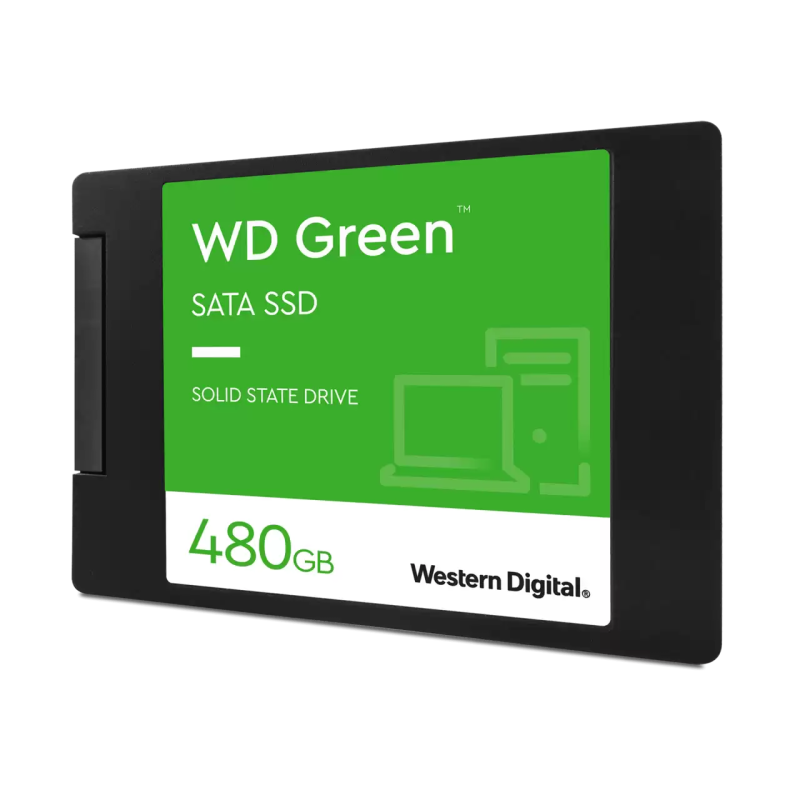 WD Green™
SATA SSD
SOLID STATE DRIVE
480GB
Western Digital®